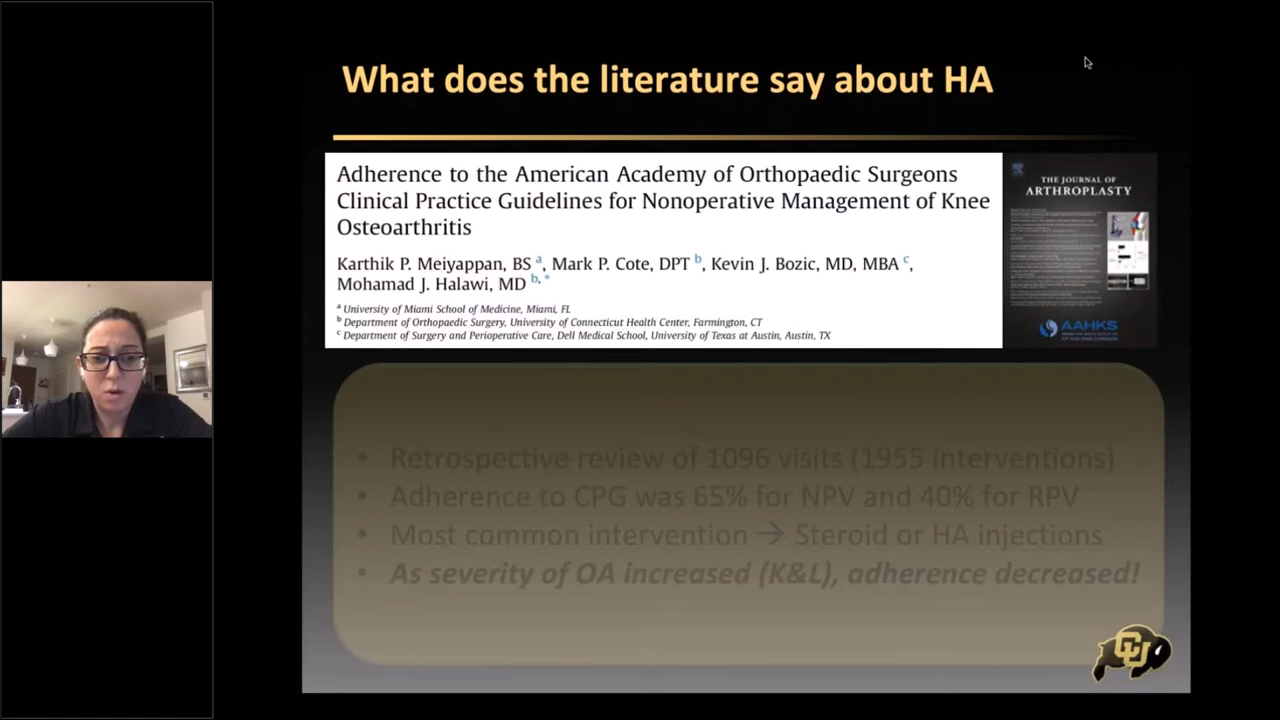 What does the literature say about HA
Adherence to the American Academy of Orthopaedic Surgeons
Clinical Practice Guidelines for Nonoperative Management of Knee
Osteoarthritis
Karthik P. Meiyappan, BS a, Mark P. Cote, DPT b, Kevin J. Bozic, MD, MBA c,
Mohamad J. Halawi, MD b, *
a University of Miami School of Medicine, Miami, FL
b Department of Orthopaedic Surgery, University of Connecticut Health Center, Farmington, CT
c Department of Surgery and Perioperative Care, Dell Medical School, University of Texas at Austin, Austin, TX
THE JOURNAL OF
ARTHROPLASTY
AAHKS
• Retrospective review of 1096 visits (1955 interventions)
• Adherence to CPG was 65% for NPV and 40% for RPV
• Most common intervention → Steroid or HA injections
• As severity of OA increased (K&L), adherence decreased!
CU